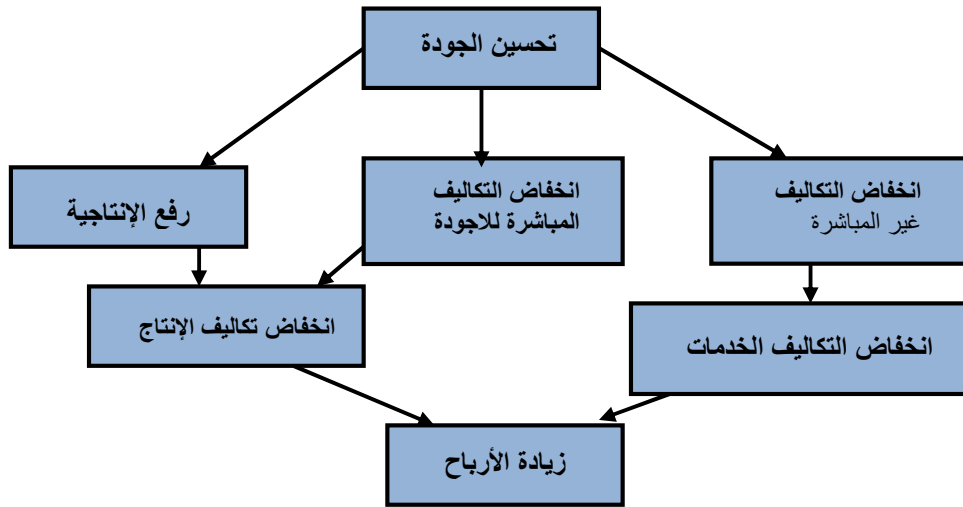 تحسين الجودة
انخفاض التكاليف
غير المباشرة
انخفاض التكاليف
المباشرة للاجودة
رفع الإنتاجية
انخفاض التكاليف الخدمات
انخفاض تكاليف الإنتاج
زيادة الأرباح